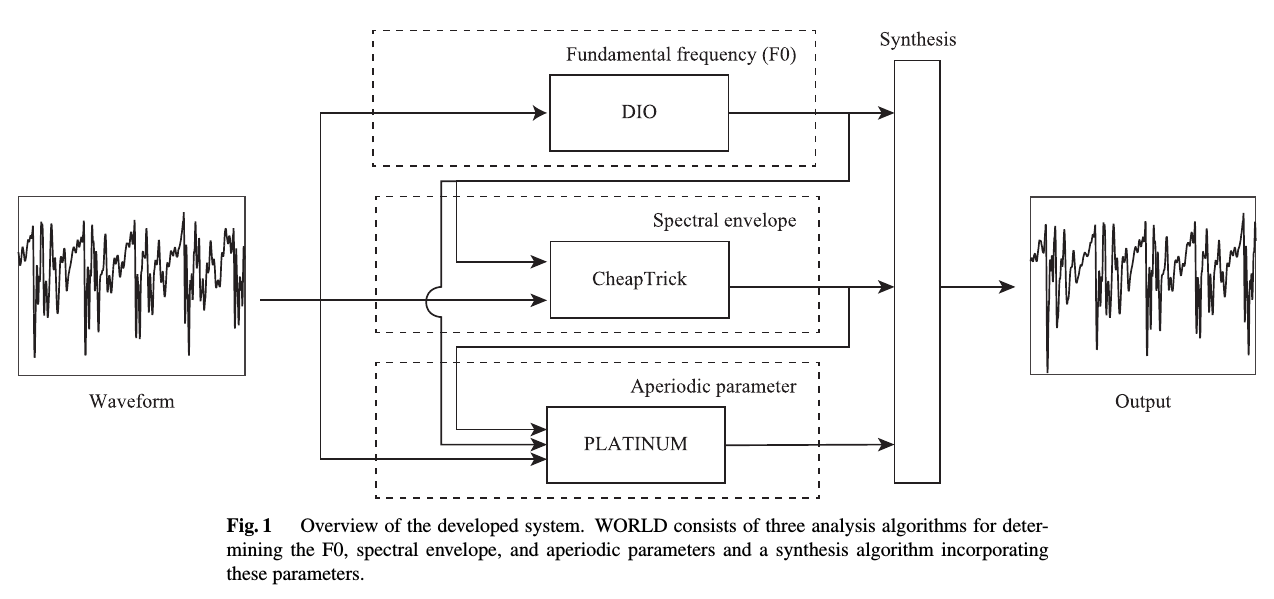 Synthesis
Fundamental frequency (F0)
DIO
Spectral envelope
CheapTrick
Waveform
Output
Aperiodic parameter
PLATINUM
Fig. 1 Overview of the developed system. WORLD consists of three analysis algorithms for deter-
mining the F0, spectral envelope, and aperiodic parameters and a synthesis algorithm incorporating
these parameters.